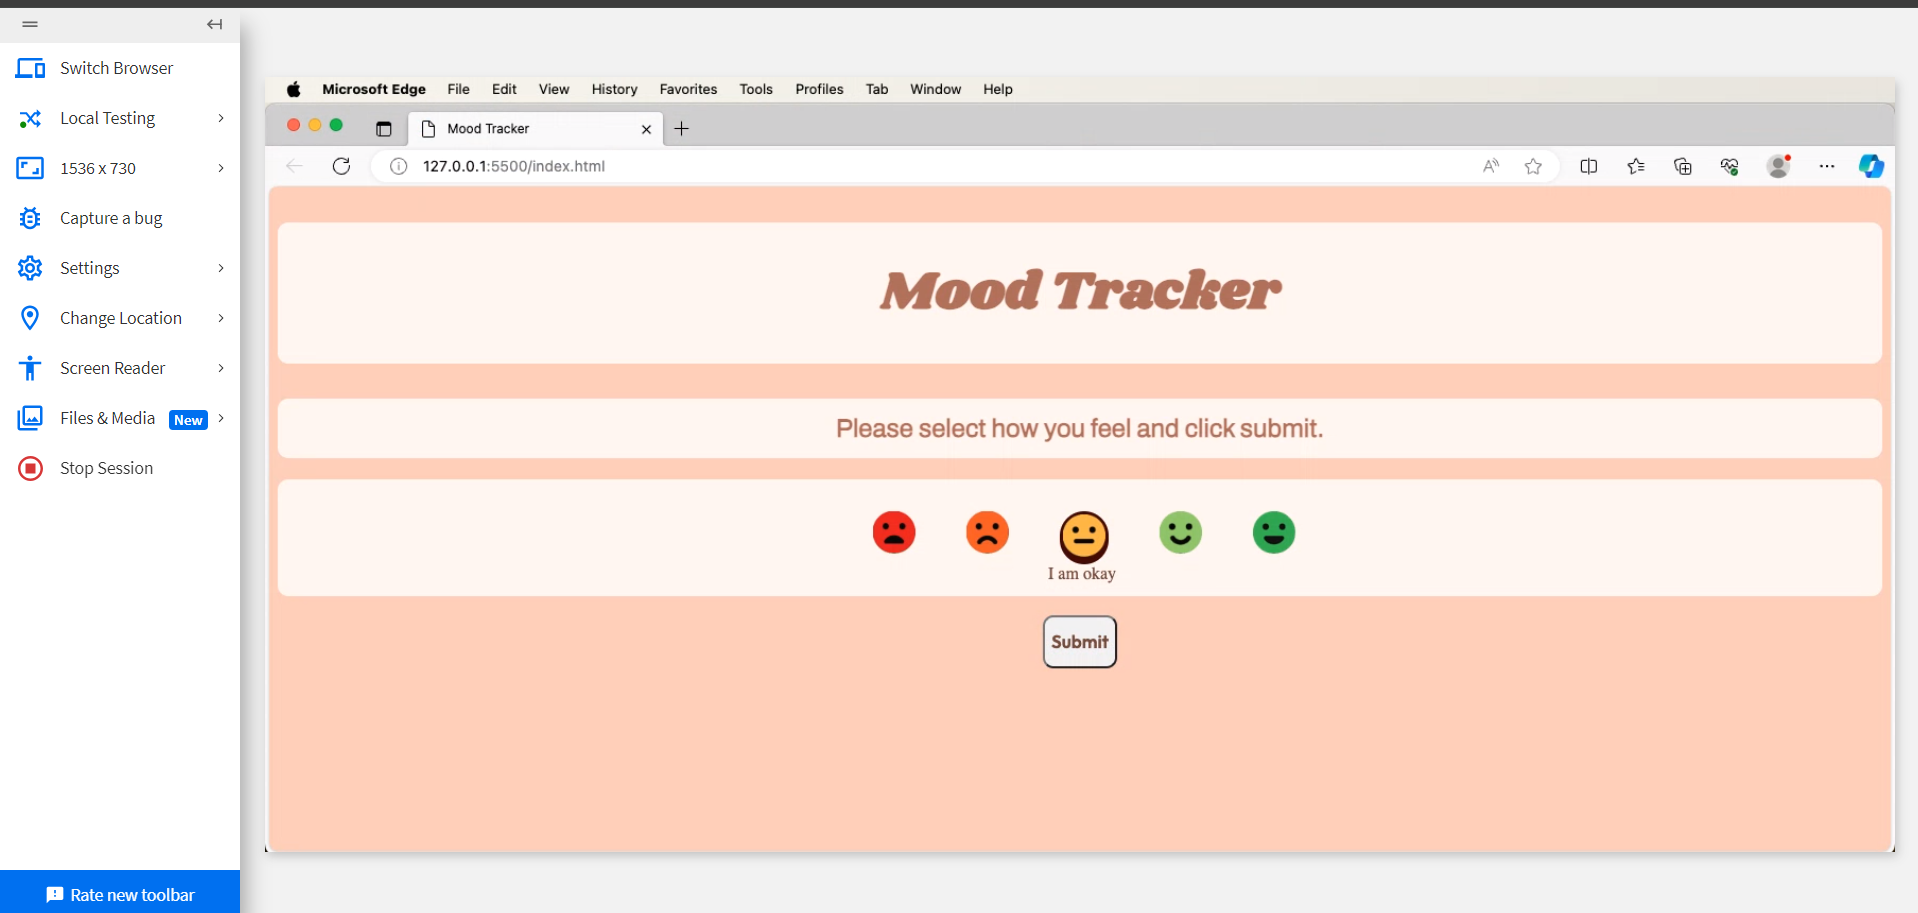 Switch Browser
Local Testing
1536 x 730
Capture a bug
Settings
Change Location
Screen Reader
Files & Media New
Stop Session
Rate new toolbar
Microsoft Edge File Edit View History Favorites Tools Profiles Tab Window Help
Mood Tracker
127.0.0.1:5500/index.html
Mood Tracker
Please select how you feel and click submit.
I am okay
Submit